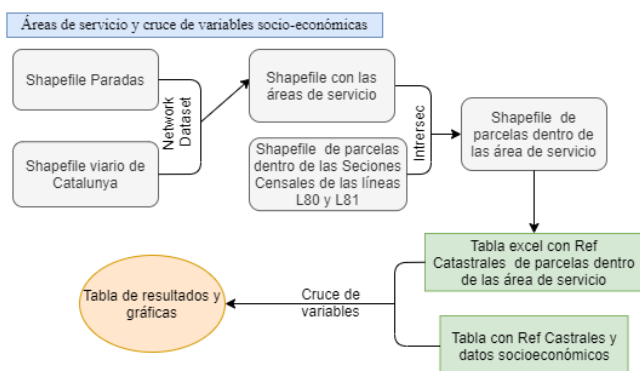 Áreas de servicio y cruce de variables socio-económicas
Shapefile Paradas
Shapefile viario de
Catalunya
Network
Dataset
Shapefile con las
áreas de servicio
Shapefile de parcelas
dentro de las Seciones
Censales de las líneas
L80 y L81
Intrersec
Shapefile de
parcelas dentro de
las área de servicio
Tabla excel con Ref
Catastrales de parcelas dentro
de las área de servicio
Tabla con Ref Castrales y
datos socioeconómicos
Cruce de
variables
Tabla de resultados y
gráficas